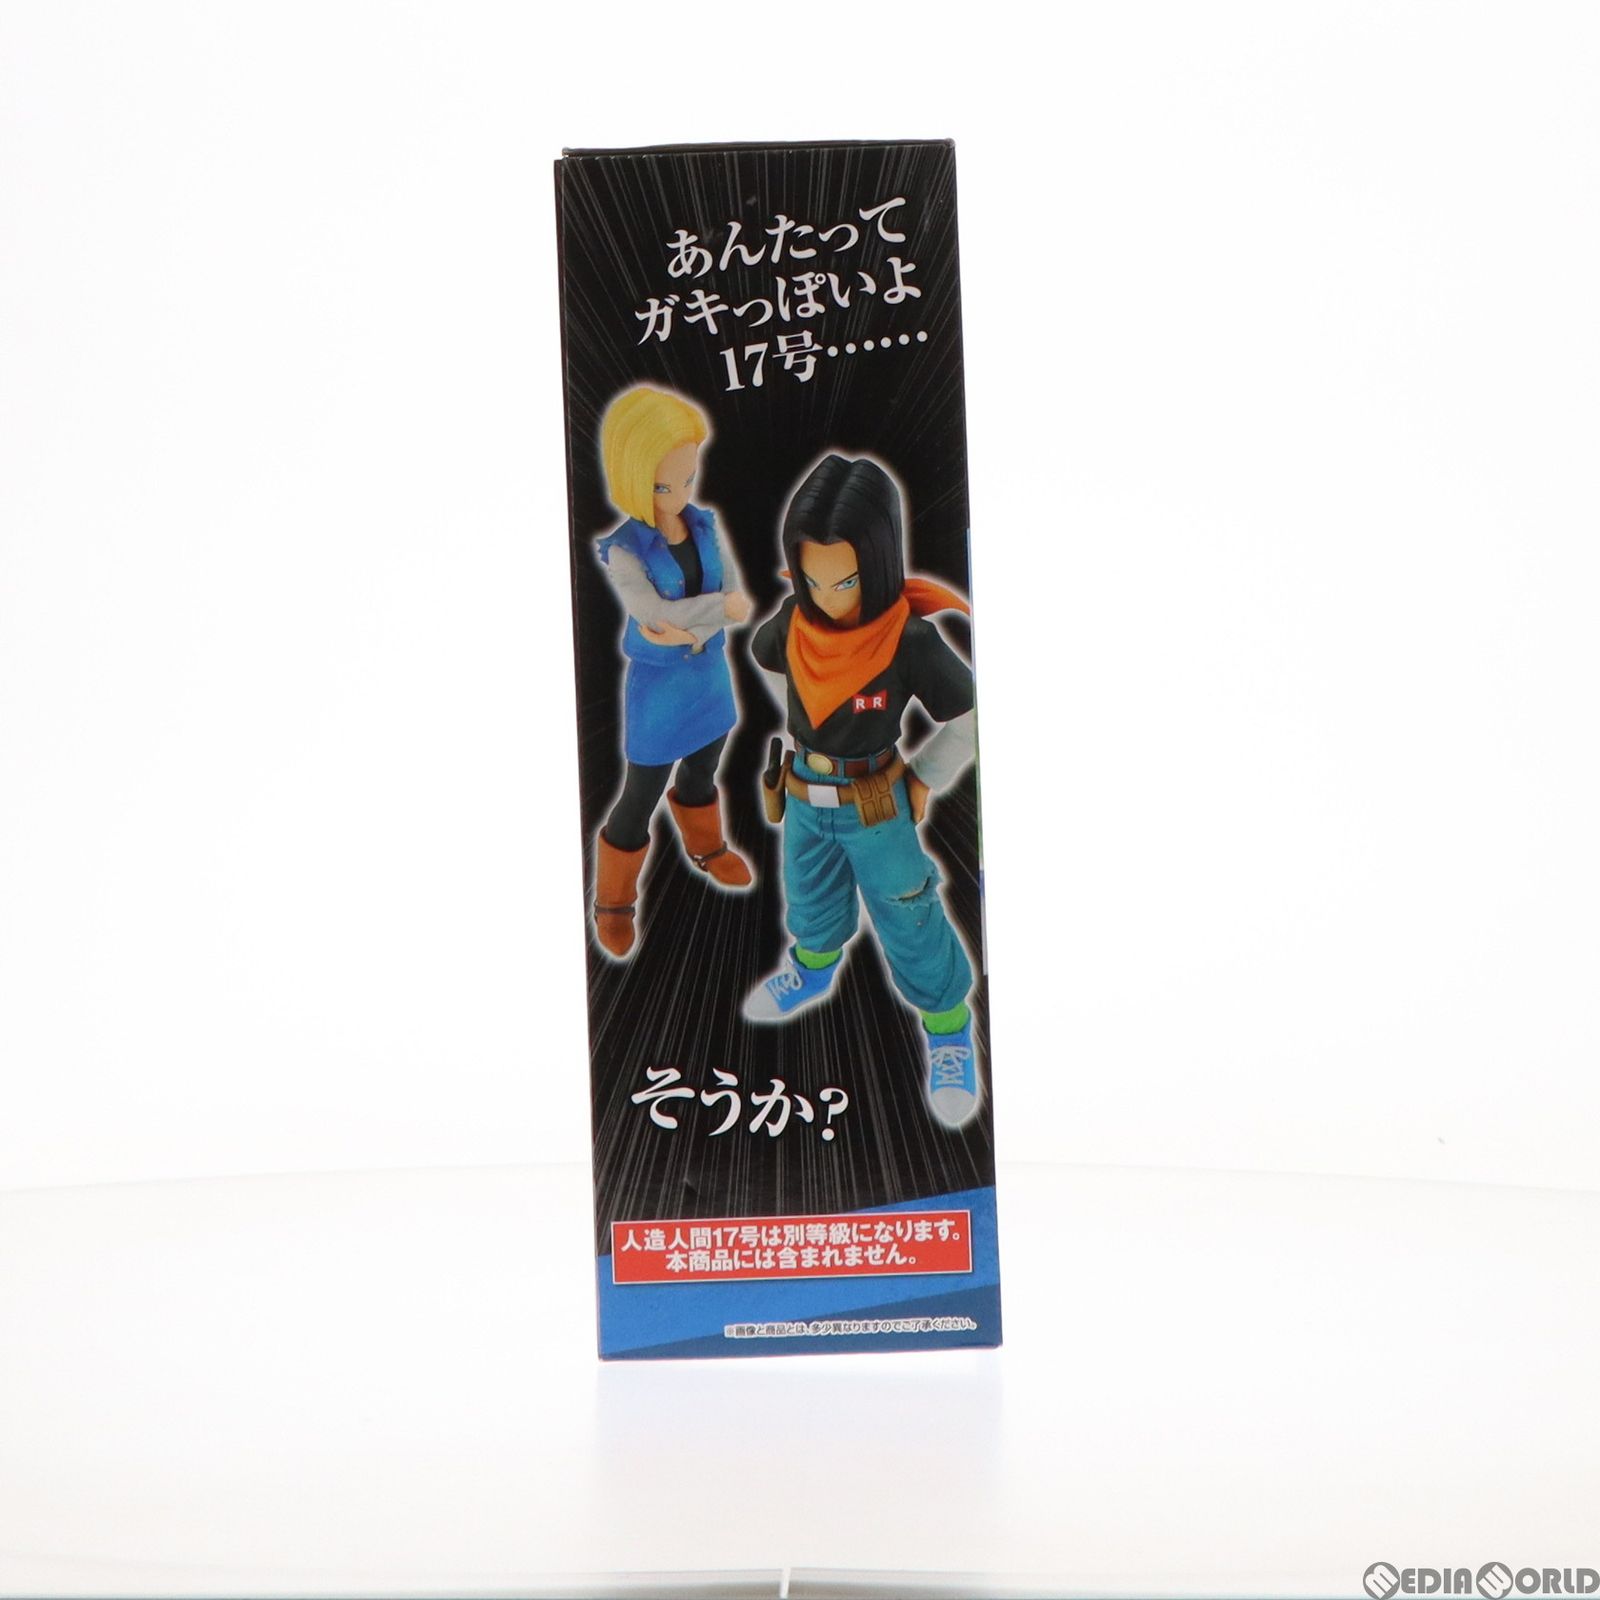 あんたって
ガキっぽいよ
17号……
RR
そうか?
人造人間17号は別等級になります。
本商品には含まれません。
※画像と商品とは、多少異なりますのでご了承ください。
MEDIAWORLD